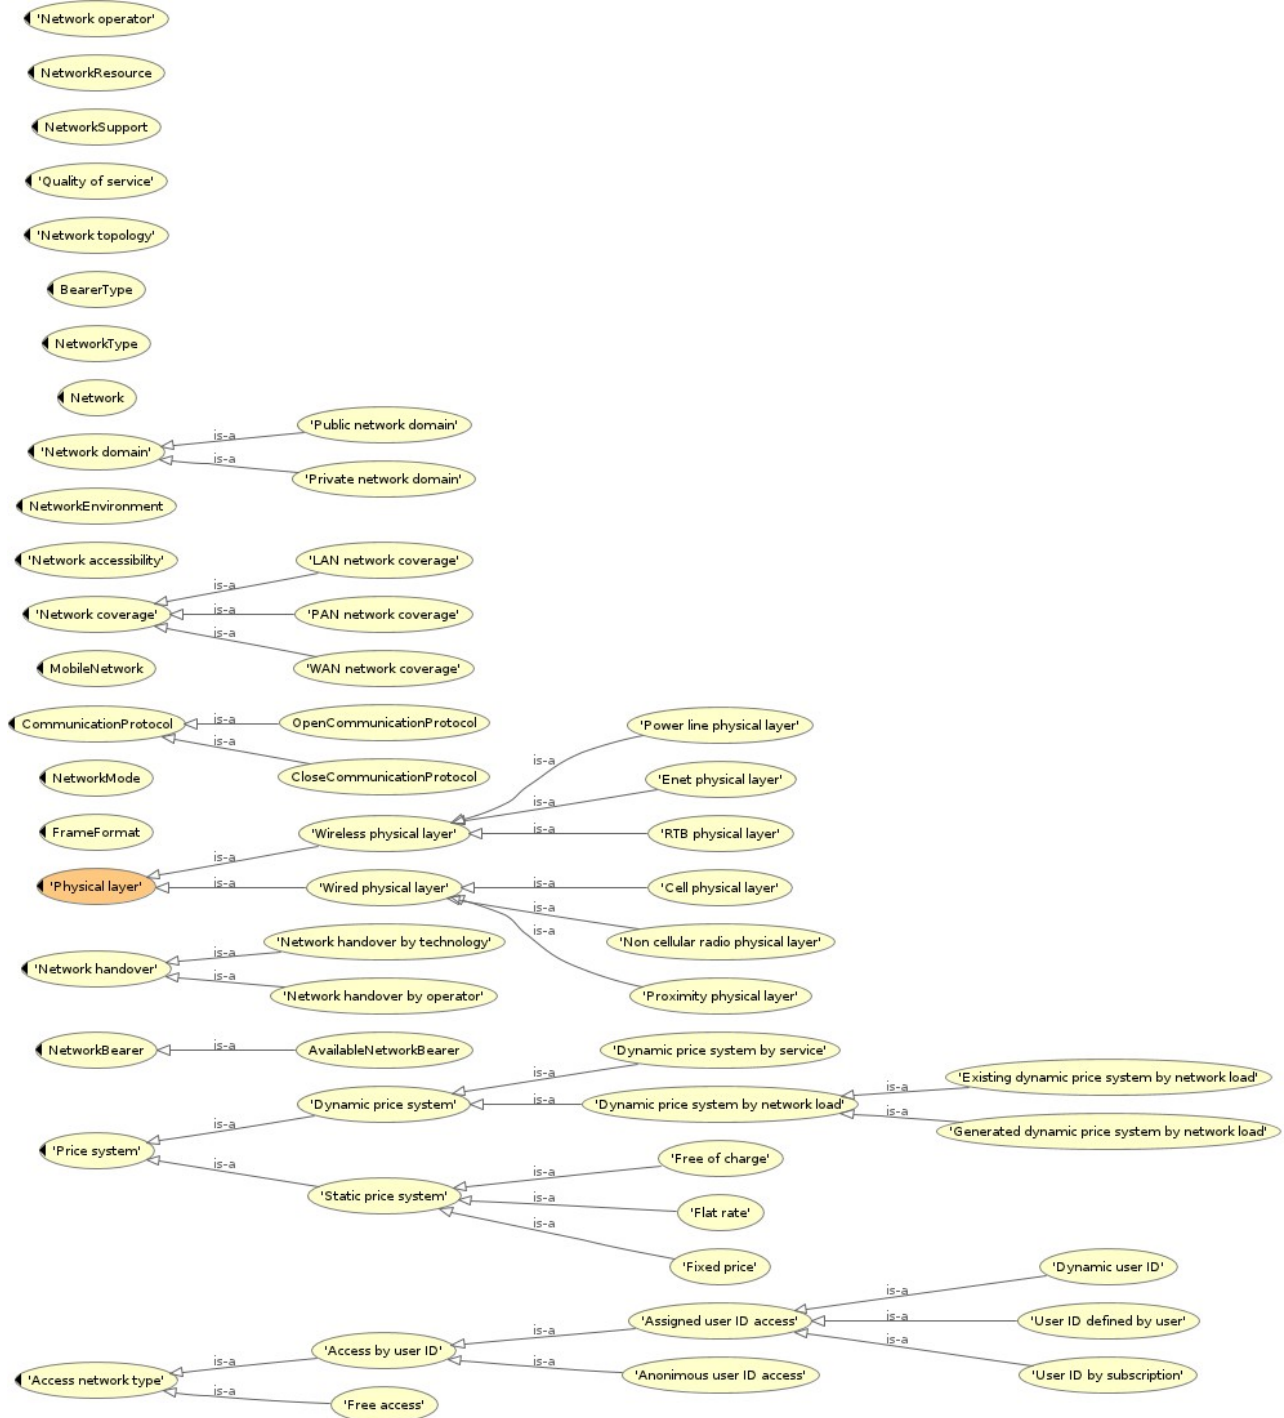 'Network operator'
NetworkResource
NetworkSupport
'Quality of service'
'Network topology'
BearerType
NetworkType
Network
'Public network domain'
is-a
'Network domain'
is-a
'Private network domain'
NetworkEnvironment
'Network accessibility'
'LAN network coverage'
is-a
'Network coverage'
is-a
'PAN network coverage'
is-a
'WAN network coverage'
MobileNetwork
CommunicationProtocol
is-a
OpenCommunicationProtocol
is-a
CloseCommunicationProtocol
'Power line physical layer'
is-a
NetworkMode
'Enet physical layer'
is-a
FrameFormat
'Wireless physical layer'
is-a
'RTB physical layer'
is-a
'Physical layer'
is-a
'Wired physical layer'
is-a
'Cell physical layer'
is-a
'Non cellular radio physical layer'
is-a
'Proximity physical layer'
'Network handover by technology'
is-a
'Network handover'
is-a
'Network handover by operator'
NetworkBearer
is-a
AvailableNetworkBearer
'Dynamic price system by service'
is-a
'Dynamic price system'
is-a
'Dynamic price system by network load'
is-a
'Existing dynamic price system by network load'
is-a
'Generated dynamic price system by network load'
is-a
'Price system'
is-a
'Static price system'
is-a
'Free of charge'
is-a
'Flat rate'
is-a
'Fixed price'
'Dynamic user ID'
is-a
'Assigned user ID access'
is-a
'User ID defined by user'
is-a
'User ID by subscription'
is-a
'Access by user ID'
is-a
'Anonimous user ID access'
is-a
'Access network type'
is-a
'Free access'